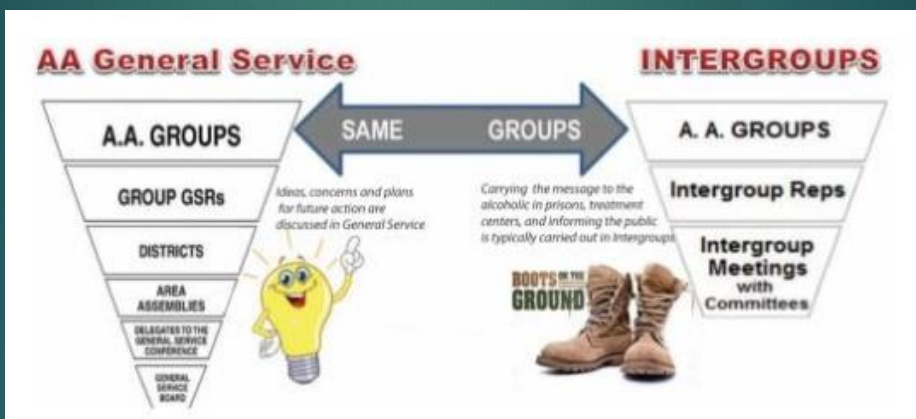 AA General Service
INTERGROUPS
SAME GROUPS
A.A. GROUPS
GROUP GSRs
DISTRICTS
AREA
ASSEMBLIES
DELEGATES TO THE
GENERAL SERVICE
CONFERENCE
GENERAL
SERVICE
BOARD
Ideas, concerns and plans
for future action are
discussed in General Service
Carrying the message to the
alcoholic in prisons, treatment
centers, and informing the public
is typically carried out in Intergroups
BOOTS ON THE
GROUND
A. A. GROUPS
Intergroup Reps
Intergroup
Meetings
with
Committees